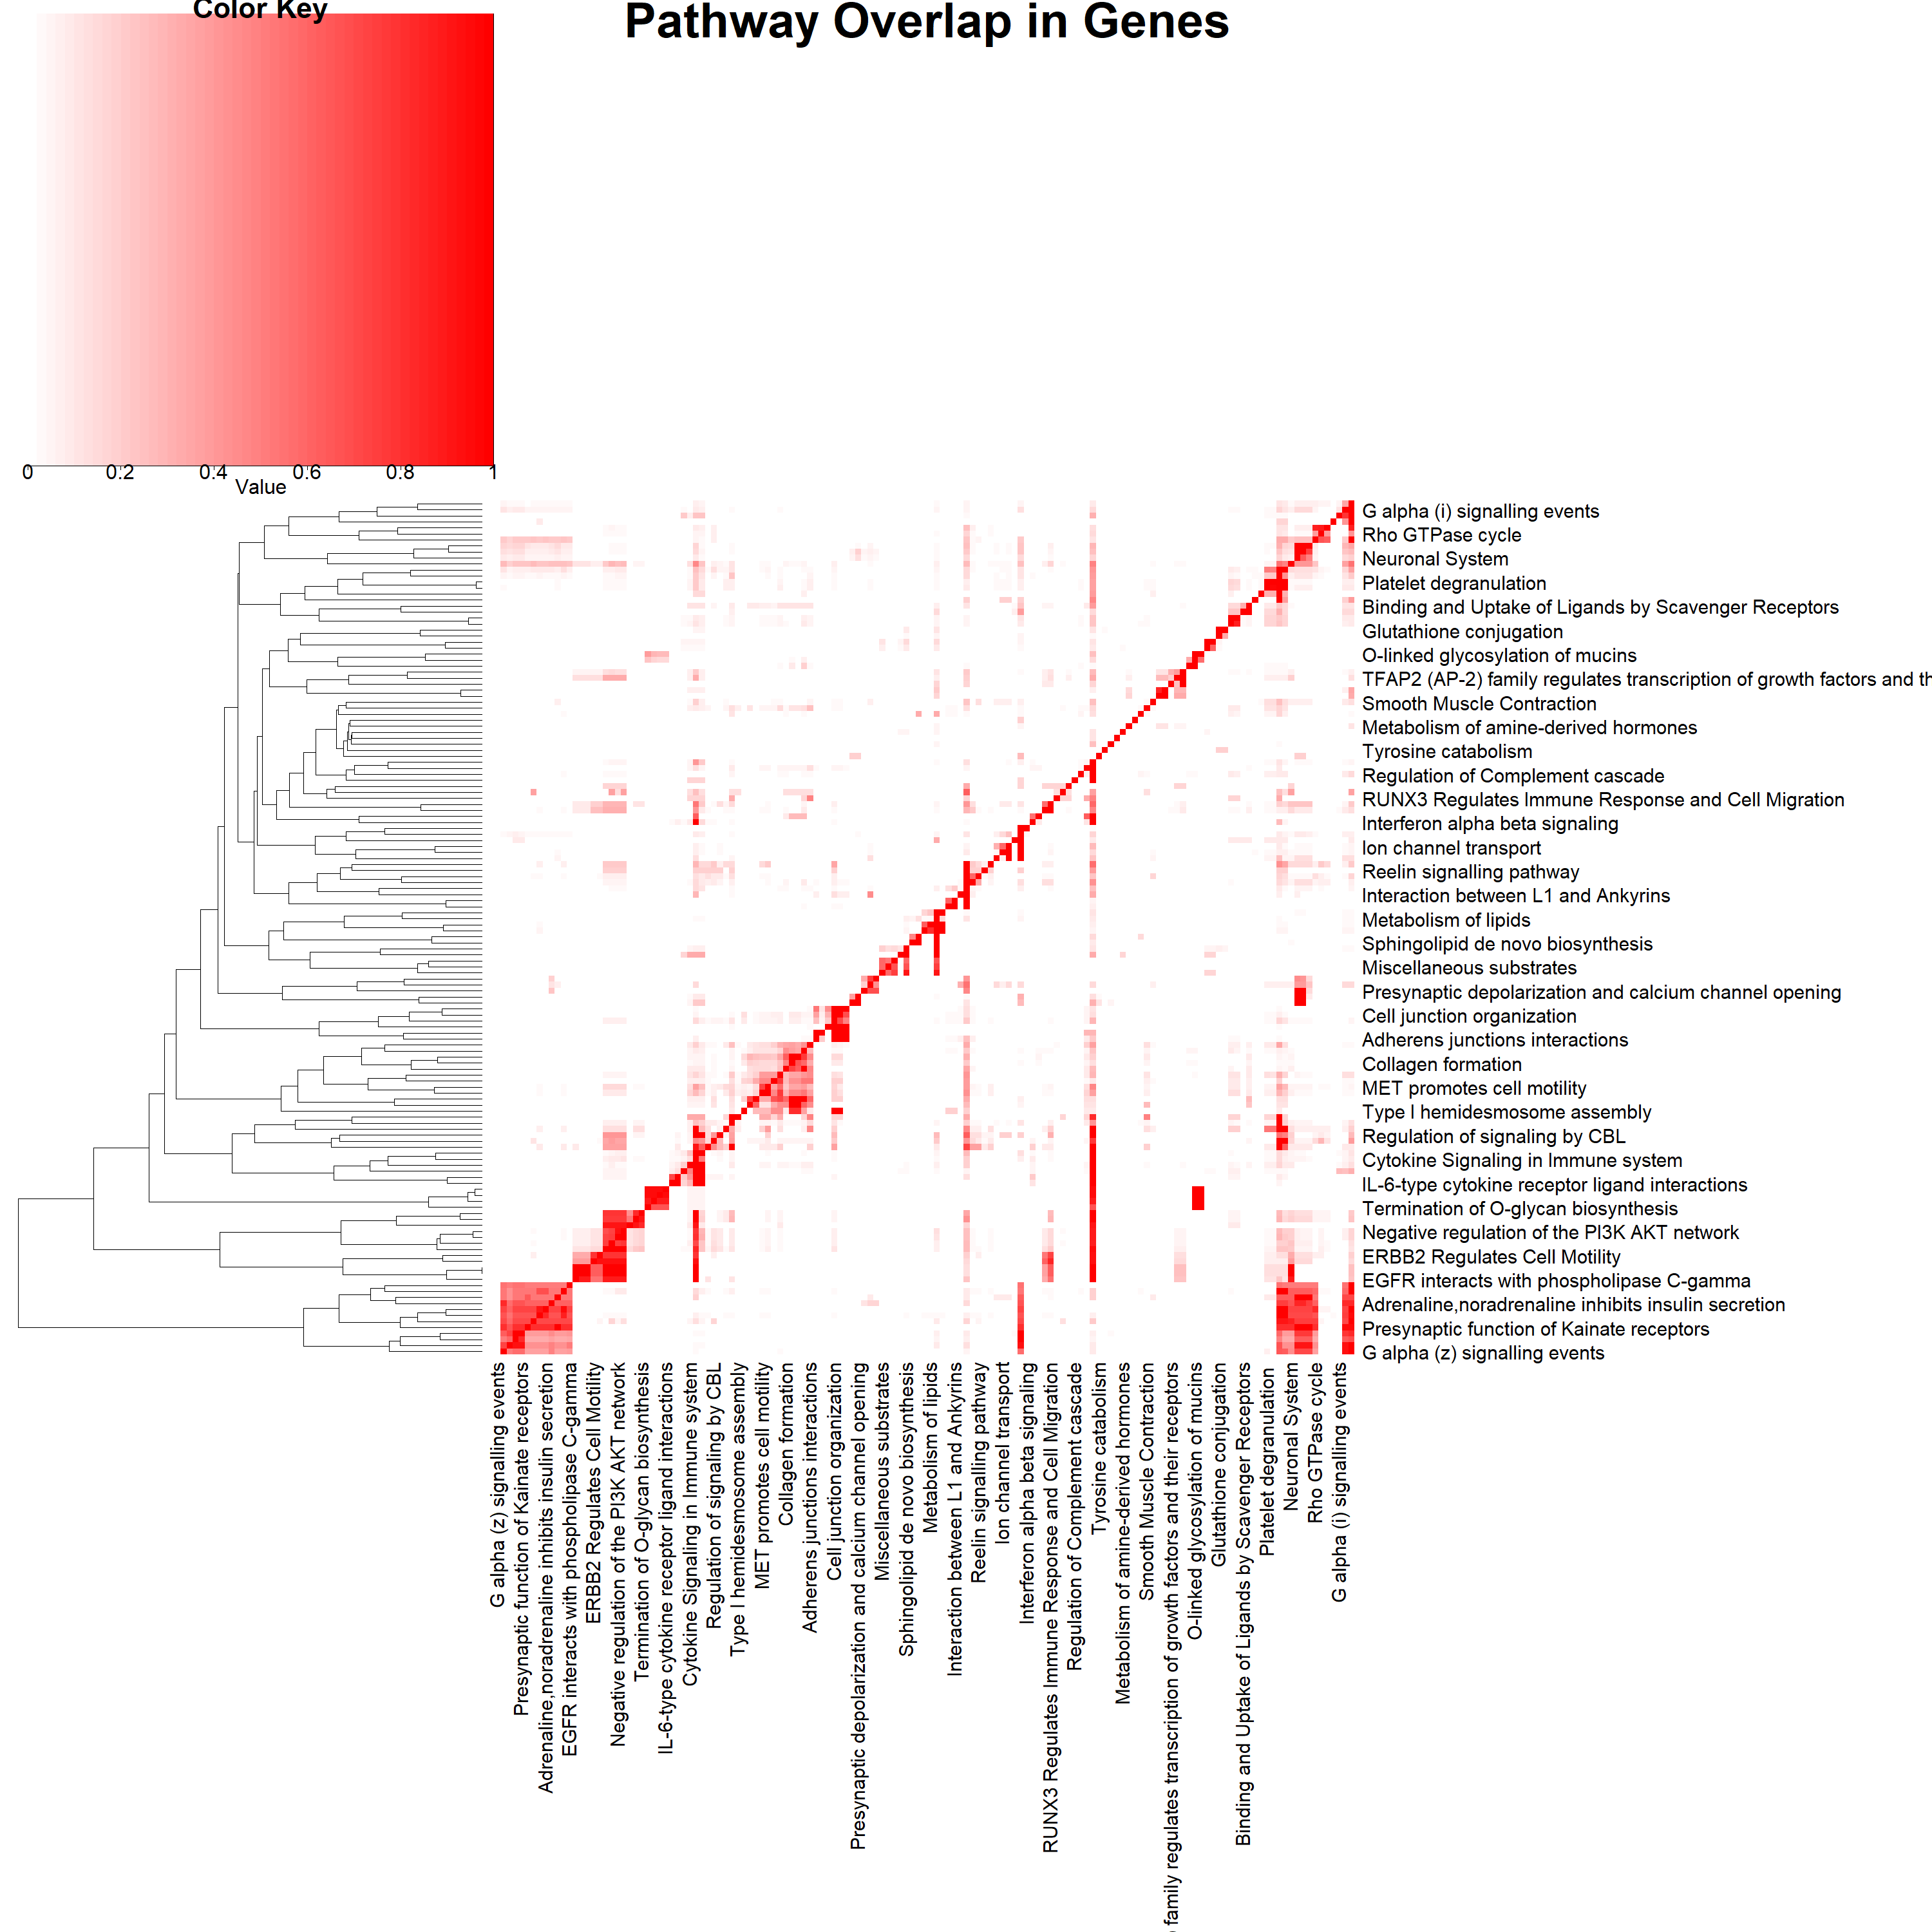 Color Key
Pathway Overlap in Genes
0 0.2 0.4 0.6 0.8 1
Value
G alpha (i) signalling events
Rho GTPase cycle
Neuronal System
Platelet degranulation
Binding and Uptake of Ligands by Scavenger Receptors
Glutathione conjugation
O-linked glycosylation of mucins
TFAP2 (AP-2) family regulates transcription of growth factors and th
Smooth Muscle Contraction
Metabolism of amine-derived hormones
Tyrosine catabolism
Regulation of Complement cascade
RUNX3 Regulates Immune Response and Cell Migration
Interferon alpha beta signaling
Ion channel transport
Reelin signalling pathway
Interaction between L1 and Ankyrins
Metabolism of lipids
Sphingolipid de novo biosynthesis
Miscellaneous substrates
Presynaptic depolarization and calcium channel opening
Cell junction organization
Adherens junctions interactions
Collagen formation
MET promotes cell motility
Type I hemidesmosome assembly
Regulation of signaling by CBL
Cytokine Signaling in Immune system
IL-6-type cytokine receptor ligand interactions
Termination of O-glycan biosynthesis
Negative regulation of the PI3K AKT network
ERBB2 Regulates Cell Motility
EGFR interacts with phospholipase C-gamma
Adrenaline,noradrenaline inhibits insulin secretion
Presynaptic function of Kainate receptors
G alpha (z) signalling events
G alpha (z) signalling events
Presynaptic function of Kainate receptors
Adrenaline,noradrenaline inhibits insulin secretion
EGFR interacts with phospholipase C-gamma
ERBB2 Regulates Cell Motility
Negative regulation of the PI3K AKT network
Termination of O-glycan biosynthesis
IL-6-type cytokine receptor ligand interactions
Cytokine Signaling in Immune system
Regulation of signaling by CBL
Type I hemidesmosome assembly
MET promotes cell motility
Collagen formation
Adherens junctions interactions
Cell junction organization
Presynaptic depolarization and calcium channel opening
Miscellaneous substrates
Sphingolipid de novo biosynthesis
Metabolism of lipids
Interaction between L1 and Ankyrins
Reelin signalling pathway
Ion channel transport
Interferon alpha beta signaling
RUNX3 Regulates Immune Response and Cell Migration
Regulation of Complement cascade
Tyrosine catabolism
Metabolism of amine-derived hormones
Smooth Muscle Contraction
family regulates transcription of growth factors and their receptors
O-linked glycosylation of mucins
Glutathione conjugation
Binding and Uptake of Ligands by Scavenger Receptors
Platelet degranulation
Neuronal System
Rho GTPase cycle
G alpha (i) signalling events